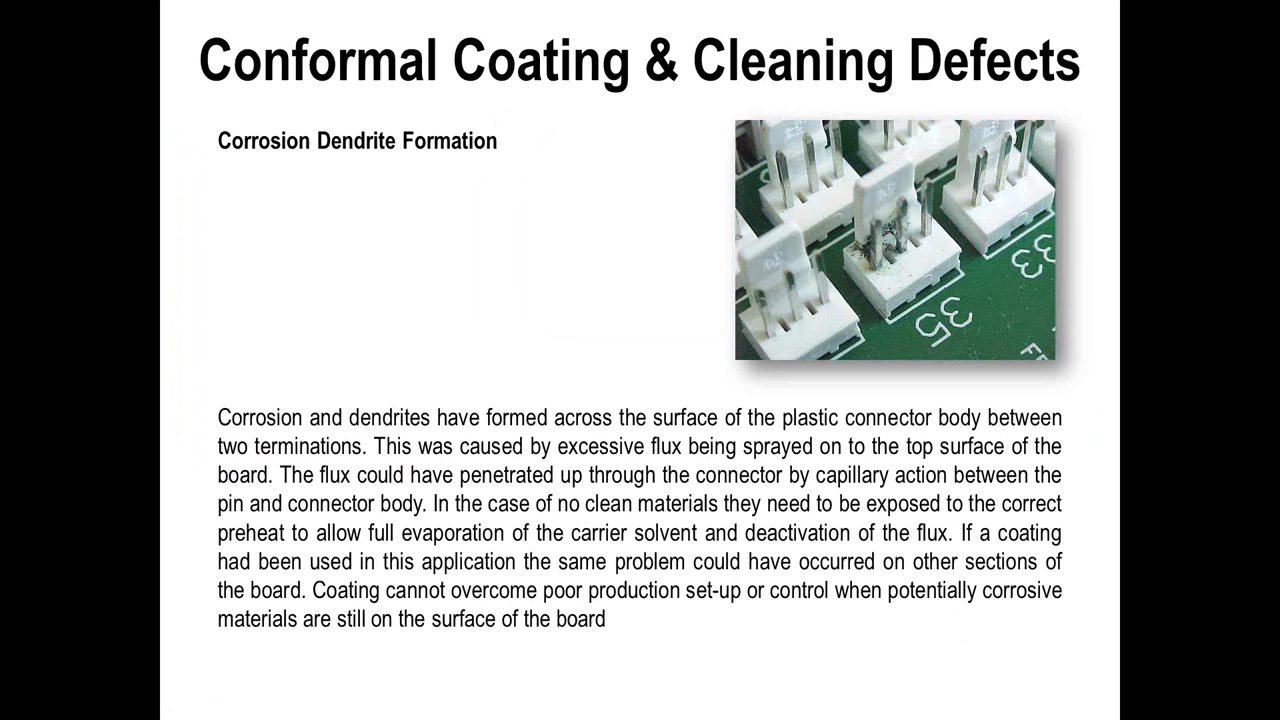 Conformal Coating & Cleaning Defects
Corrosion Dendrite Formation
35
33
Corrosion and dendrites have formed across the surface of the plastic connector body between
two terminations. This was caused by excessive flux being sprayed on to the top surface of the
board. The flux could have penetrated up through the connector by capillary action between the
pin and connector body. In the case of no clean materials they need to be exposed to the correct
preheat to allow full evaporation of the carrier solvent and deactivation of the flux. If a coating
had been used in this application the same problem could have occurred on other sections of
the board. Coating cannot overcome poor production set-up or control when potentially corrosive
materials are still on the surface of the board